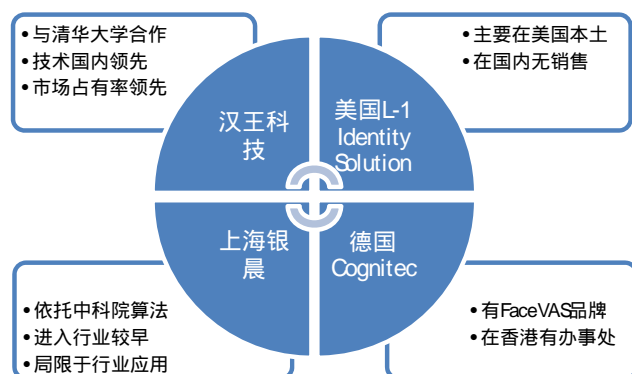 •与清华大学合作
•技术国内领先
•市场占有率领先
•主要在美国本土
•在国内无销售
汉王科
技
美国L-1
Identity
Solution
上海银
晨
德国
Cognitec
•依托中科院算法
•进入行业较早
•局限于行业应用
•有FaceVAS品牌
•在香港有办事处